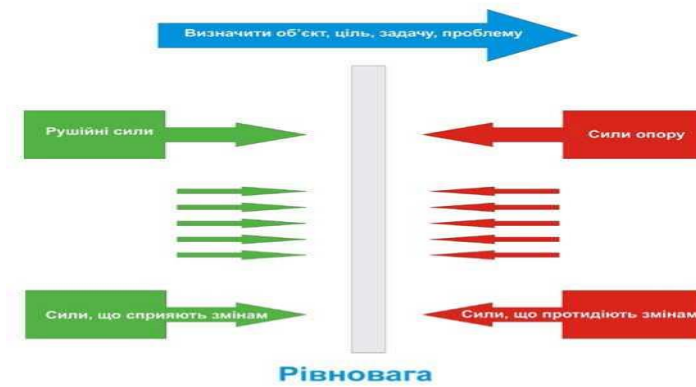 Визначити об'єкт, ціль, задачу, проблему
Рушійні сили
Сили опору
Сили, що сприяють змінам
Сили, що протидіють змінам
Рівновага